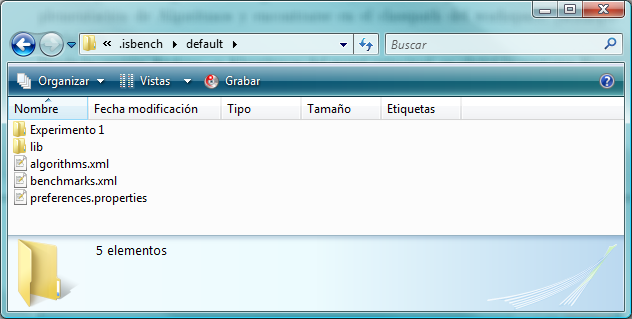 .isbench default
Buscar
Organizar Vistas Grabar
Nombre Fecha modificación Tipo Tamaño Etiquetas
Experimento 1
lib
algorithms.xml
benchmarks.xml
preferences.properties
5 elementos